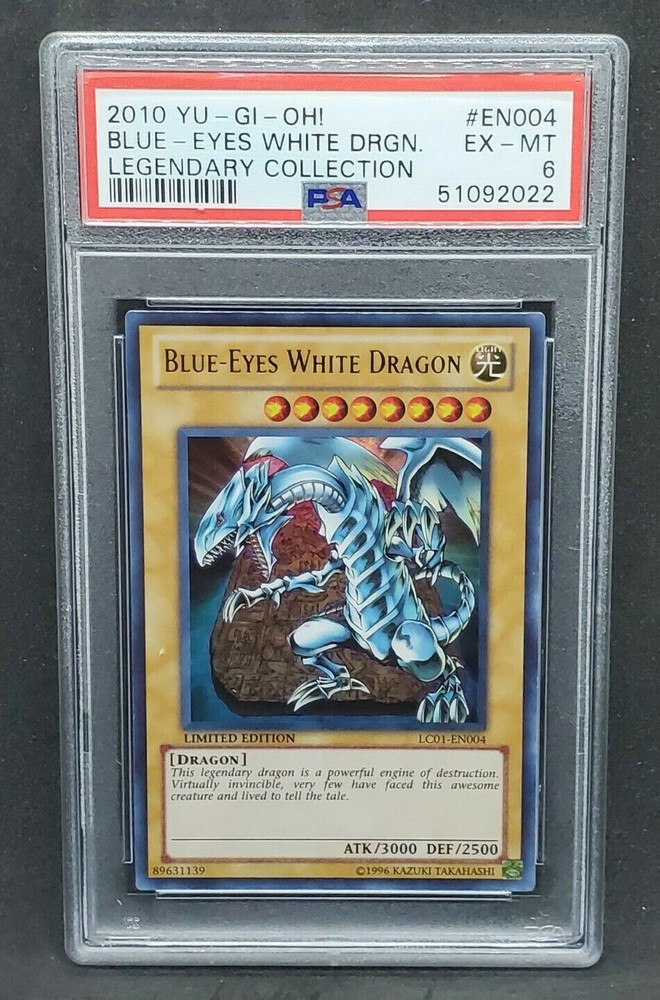 2010 YU-GI-OH! #EN004
BLUE-EYES WHITE DRGN. EX-MT
LEGENDARY COLLECTION 6
PSA 51092022
BLUE-EYES WHITE DRAGON LIGHT 光
LIMITED EDITION LC01-EN004
[DRAGON]
This legendary dragon is a powerful engine of destruction.
Virtually invincible, very few have faced this awesome
creature and lived to tell the tale.
ATK/3000 DEF/2500
89631139 ©1996 KAZUKI TAKAHASHI